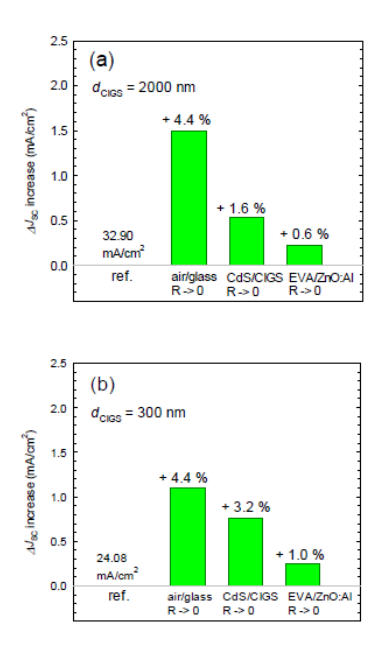 2.5
(a)
2.0
d_CIGS = 2000 nm
+ 4.4 %
1.5
1.0
+ 1.6 %
0.5
+ 0.6 %
32.90
mA/cm²
0.0
ΔJ_SC increase (mA/cm²)
ref.
air/glass
R -> 0
CdS/CIGS
R -> 0
EVA/ZnO:Al
R -> 0
2.5
(b)
2.0
d_CIGS = 300 nm
1.5
+ 4.4 %
1.0
+ 3.2 %
0.5
+ 1.0 %
24.08
mA/cm²
0.0
ΔJ_SC increase (mA/cm²)
ref.
air/glass
R -> 0
CdS/CIGS
R -> 0
EVA/ZnO:Al
R -> 0